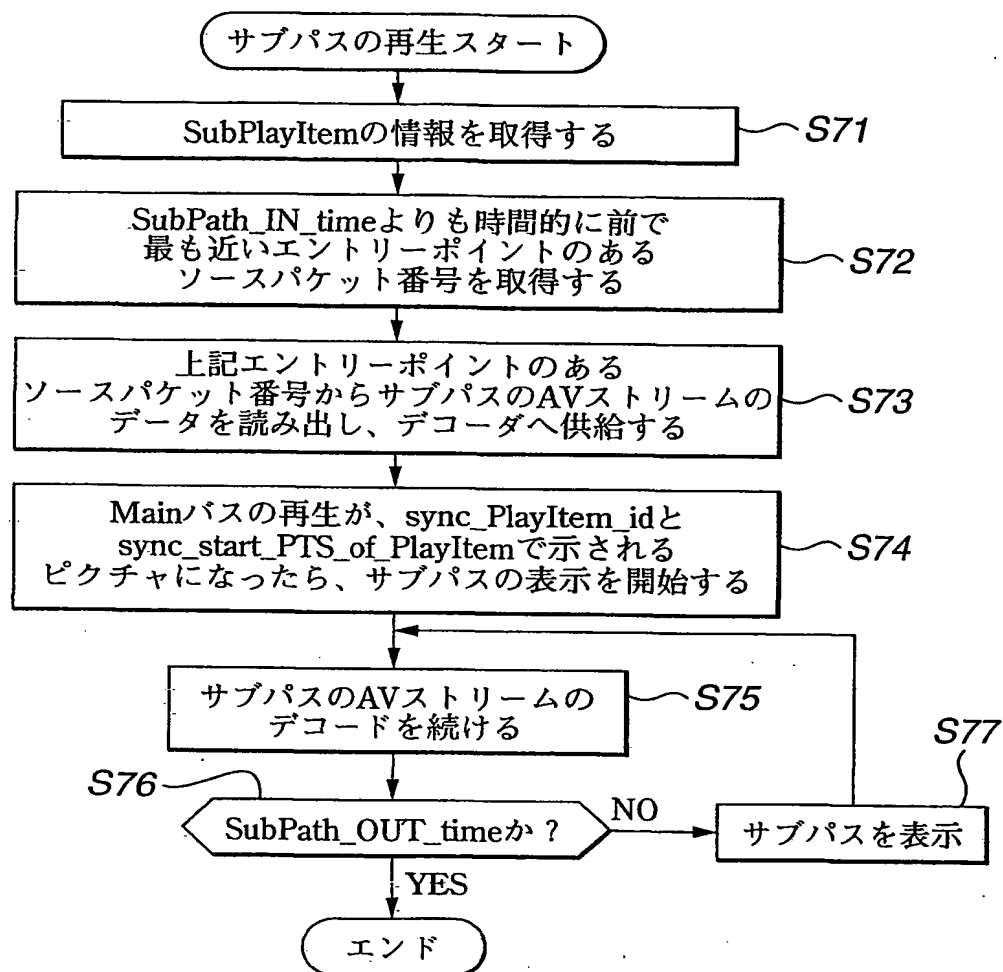 サブパスの再生スタート
SubPlayItemの情報を取得する
S71
SubPath_IN_timeよりも時間的に前で
最も近いエントリーポイントのある
ソースパケット番号を取得する
S72
上記エントリーポイントのある
ソースパケット番号からサブパスのAVストリームの
データを読み出し、デコーダへ供給する
S73
Mainパスの再生が、sync_PlayItem_idと
sync_start_PTS_of_PlayItemで示される
ピクチャになったら、サブパスの表示を開始する
S74
サブパスのAVストリームの
デコードを続ける
S75
S76
SubPath_OUT_timeか?
NO
S77
サブパスを表示
YES
エンド